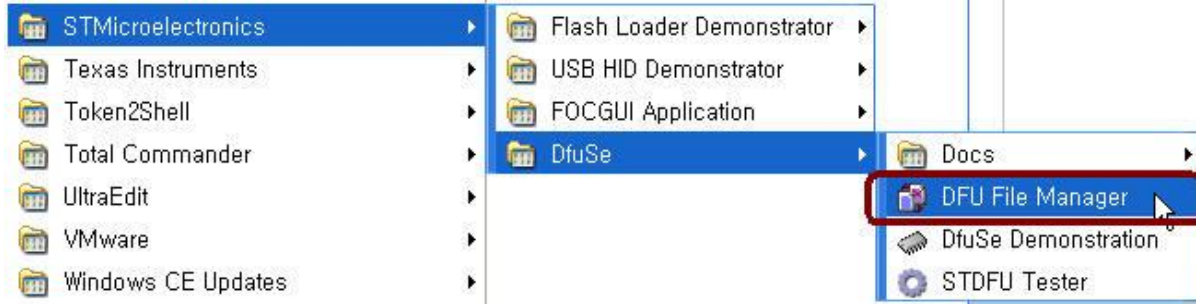 STMicroelectronics
Texas Instruments
Token2Shell
Total Commander
UltraEdit
VMware
Windows CE Updates
Flash Loader Demonstrator
USB HID Demonstrator
FOCGUI Application
DfuSe
Docs
DFU File Manager
DfuSe Demonstration
STDFU Tester